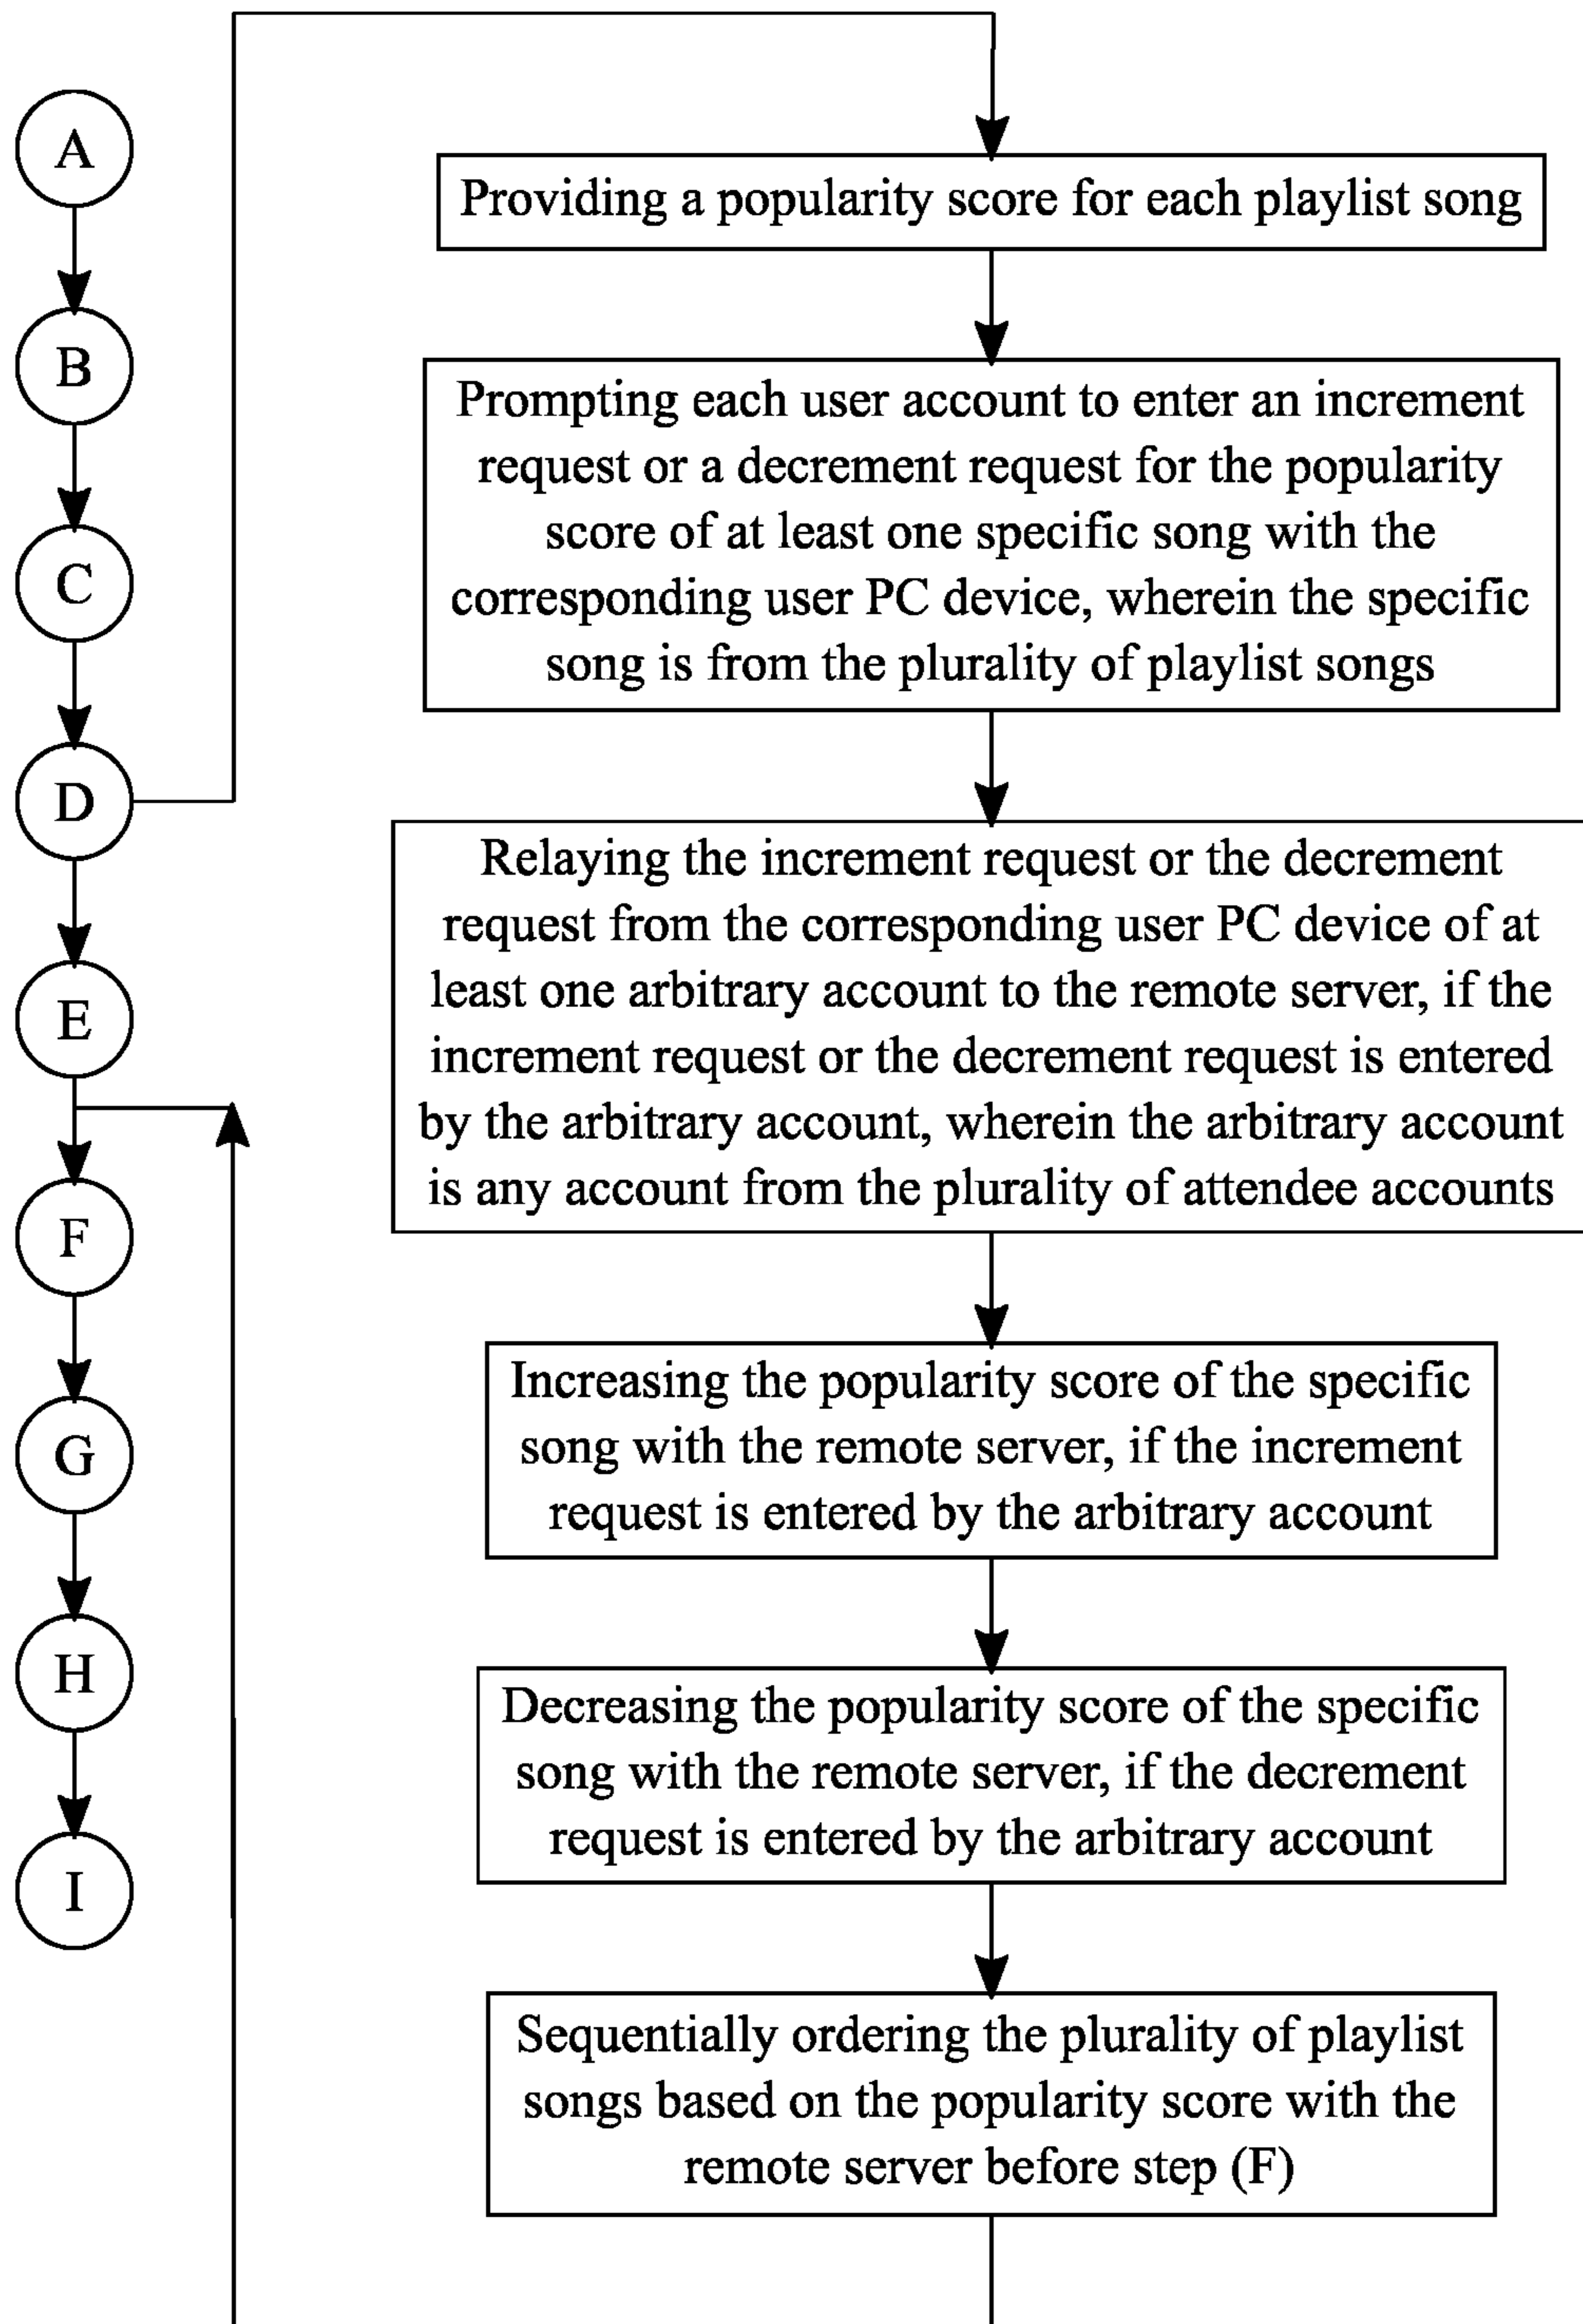 A
B
C
D
E
F
G
H
I
Providing a popularity score for each playlist song
Prompting each user account to enter an increment
request or a decrement request for the popularity
score of at least one specific song with the
corresponding user PC device, wherein the specific
song is from the plurality of playlist songs
Relaying the increment request or the decrement
request from the corresponding user PC device of at
least one arbitrary account to the remote server, if the
increment request or the decrement request is entered
by the arbitrary account, wherein the arbitrary account
is any account from the plurality of attendee accounts
Increasing the popularity score of the specific
song with the remote server, if the increment
request is entered by the arbitrary account
Decreasing the popularity score of the specific
song with the remote server, if the decrement
request is entered by the arbitrary account
Sequentially ordering the plurality of playlist
songs based on the popularity score with the
remote server before step (F)